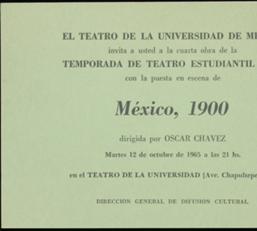 EL TEATRO DE LA UNIVERSIDAD DE
invita a usted a la cuarta obra de la
TEMPORADA DE TEATRO ESTUDIANTIL
con la puesta en escena de
México, 1900
dirigida por OSCAR CHAVEZ
Martes 12 de octubre de 1965 a las 21 hs.
en el TEATRO DE LA UNIVERSIDAD (Ave. Chapultepe
DIRECCION GENERAL DE DIFUSION CULTURAL